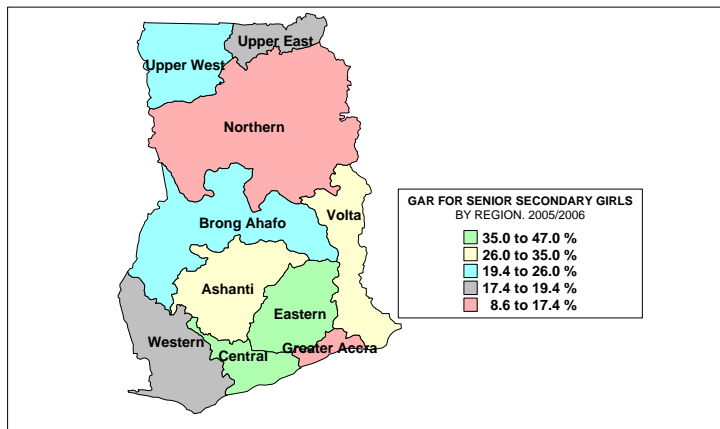 Upper East
Upper West
Northern
Volta
Brong Ahafo
Ashanti
Eastern
Western
Central
Greater Accra
GAR FOR SENIOR SECONDARY GIRLS
BY REGION. 2005/2006
35.0 to 47.0 %
26.0 to 35.0 %
19.4 to 26.0 %
17.4 to 19.4 %
8.6 to 17.4 %